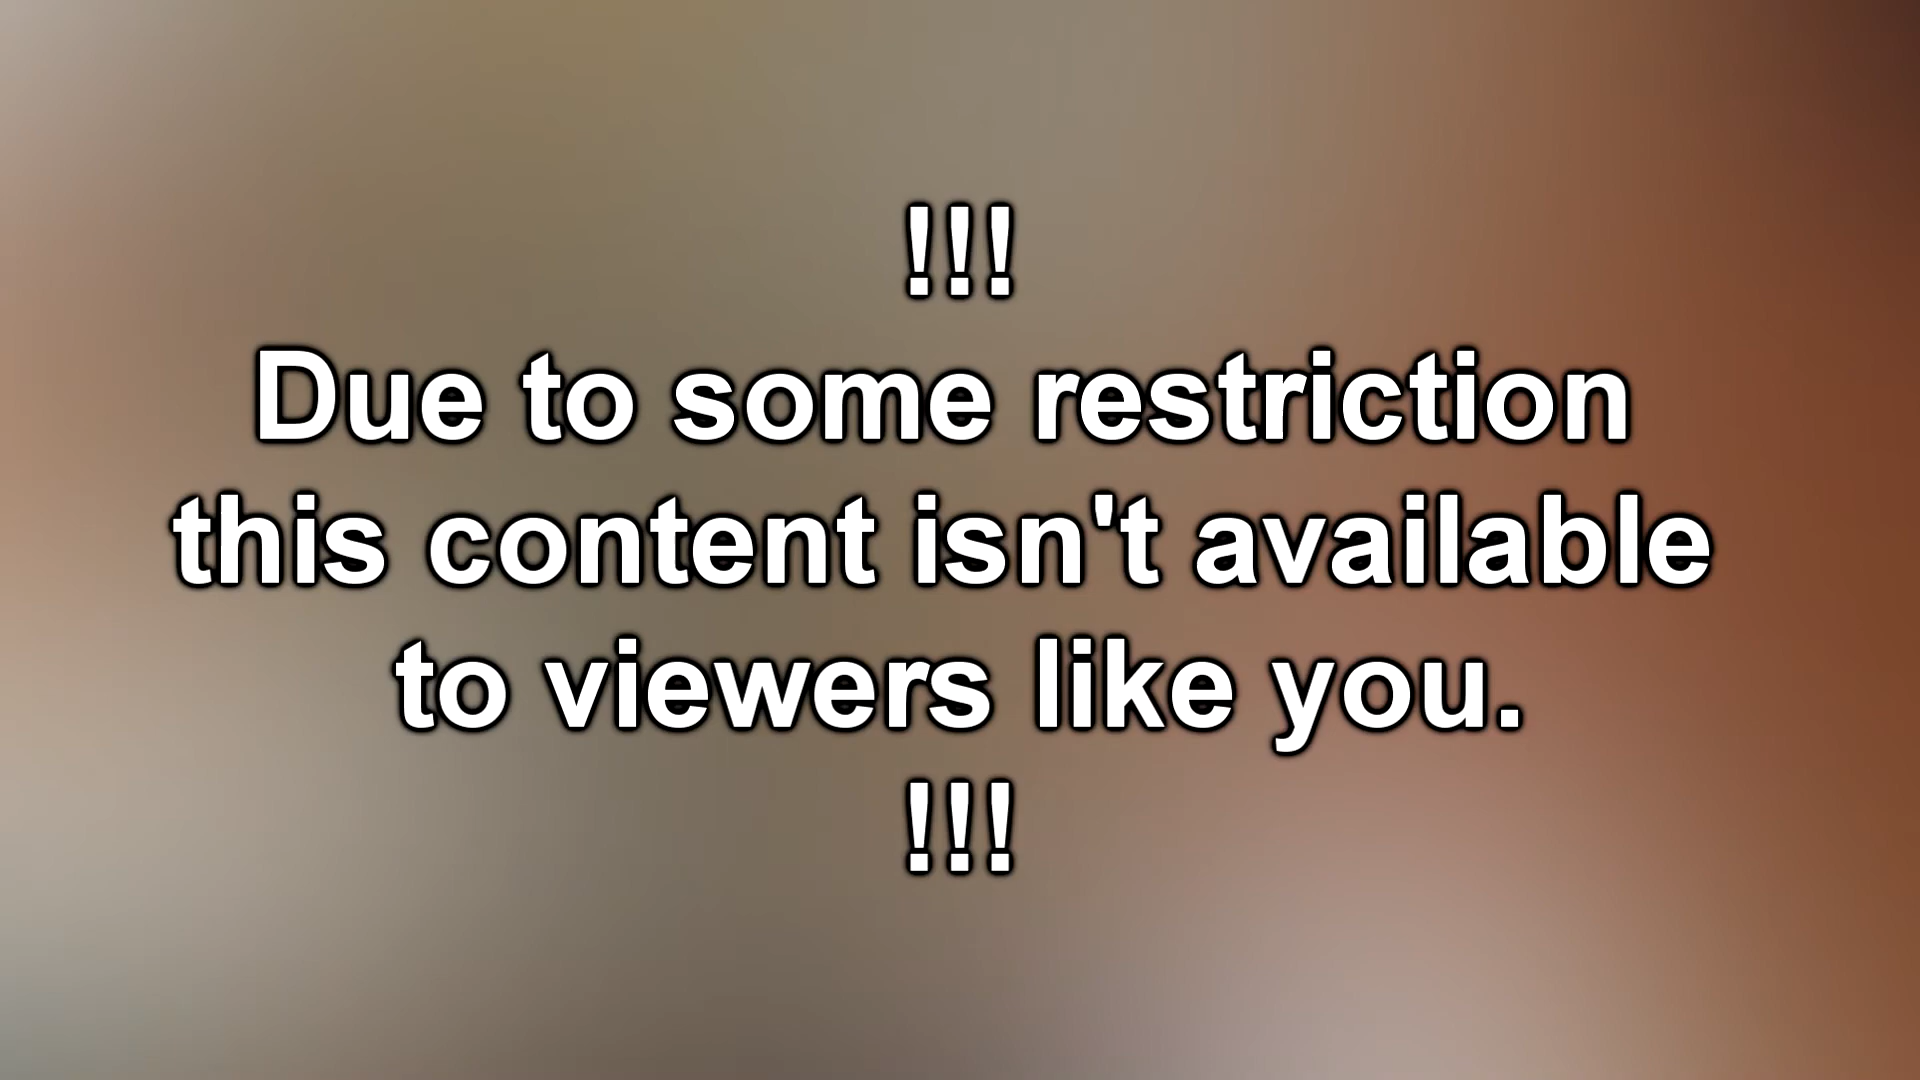 !!!
Due to some restriction
this content isn't available
to viewers like you.
!!!